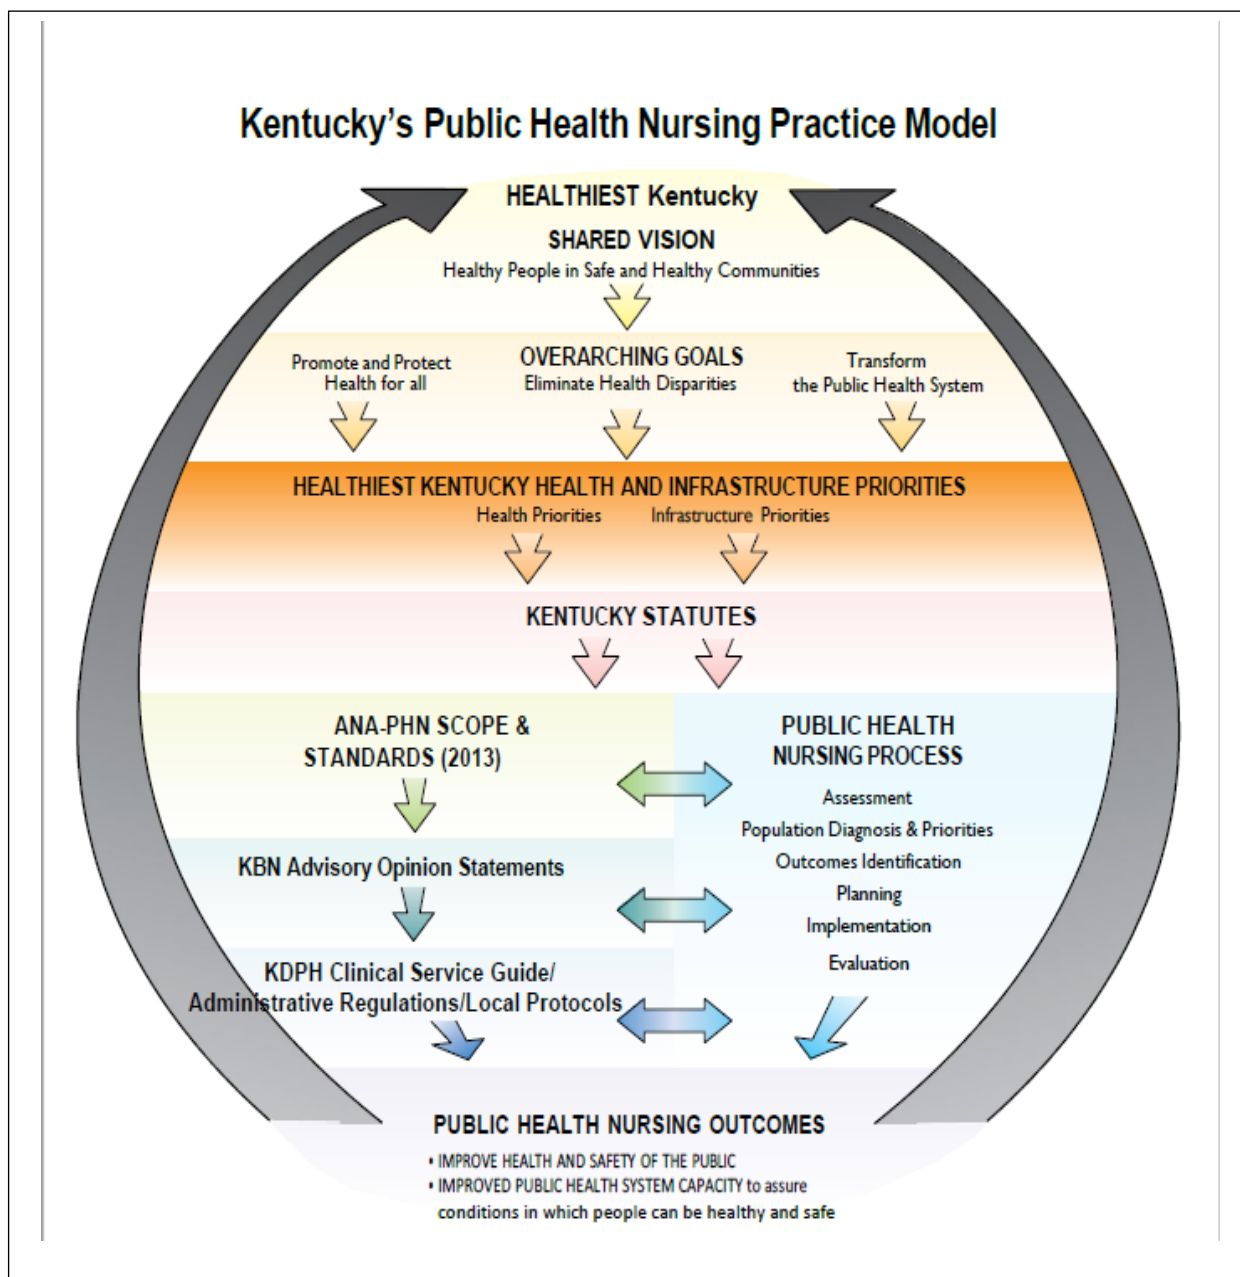 Kentucky's Public Health Nursing Practice Model
HEALTHIEST Kentucky
SHARED VISION
Healthy People in Safe and Healthy Communities
Promote and Protect
Health for all
OVERARCHING GOALS
Eliminate Health Disparities
Transform
the Public Health System
HEALTHIEST KENTUCKY HEALTH AND INFRASTRUCTURE PRIORITIES
Health Priorities
Infrastructure Priorities
KENTUCKY STATUTES
ANA-PHN SCOPE &
STANDARDS (2013)
KBN Advisory Opinion Statements
KDPH Clinical Service Guide/
Administrative Regulations/Local Protocols
PUBLIC HEALTH
NURSING PROCESS
Assessment
Population Diagnosis & Priorities
Outcomes Identification
Planning
Implementation
Evaluation
PUBLIC HEALTH NURSING OUTCOMES
• IMPROVE HEALTH AND SAFETY OF THE PUBLIC
• IMPROVED PUBLIC HEALTH SYSTEM CAPACITY to assure
conditions in which people can be healthy and safe